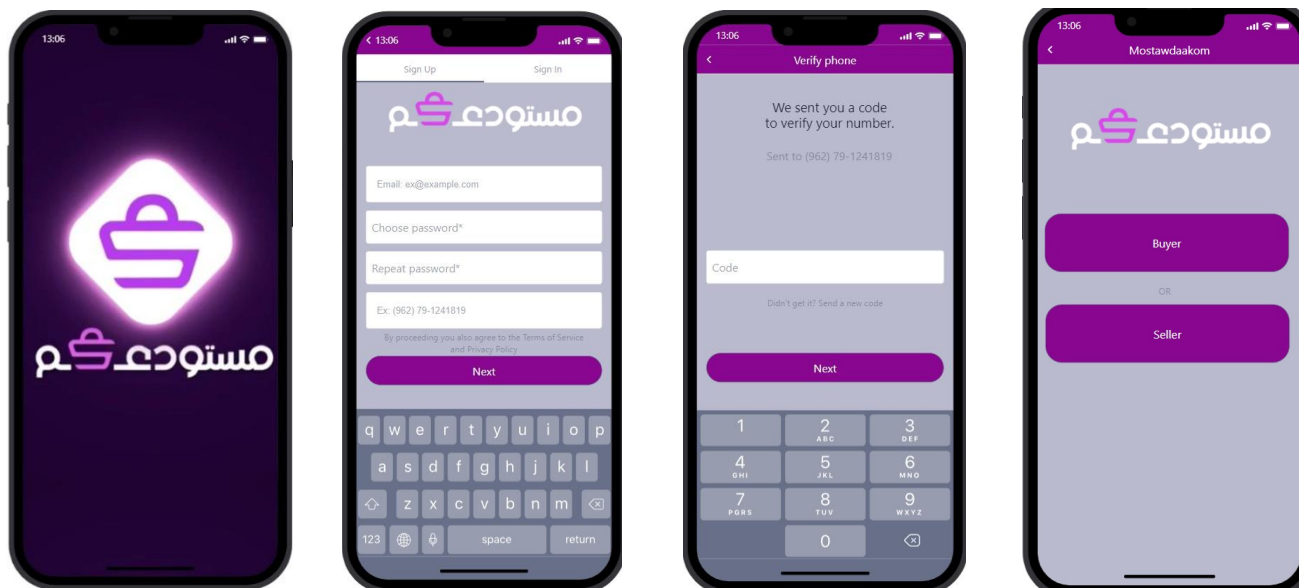 13:06
مستودعكم
13:06
Sign Up
Sign In
مستودعكم
Email: ex@example.com
Choose password*
Repeat password*
Ex: (962) 79-1241819
By proceeding you also agree to the Terms of Service
and Privacy Policy
Next
q w e r t y u i o p
a s d f g h j k l
z x c v b n m
123
space
return
13:06
Verify phone
We sent you a code
to verify your number.
Sent to (962) 79-1241819
Code
Didn't get it? Send a new code
Next
1 2 3
ABC DEF
4 5 6
GHI JKL MNO
7 8 9
PQRS TUV WXYZ
0
13:06
Mostawdaakom
مستودعكم
Buyer
OR
Seller